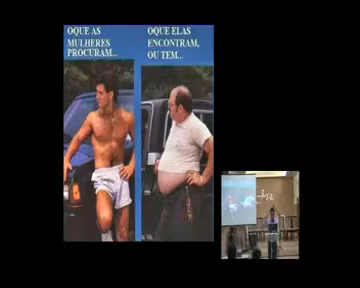 OQUE AS
MULHERES
PROCURAM...
OQUE ELAS
ENCONTRAM,
OU TEM...